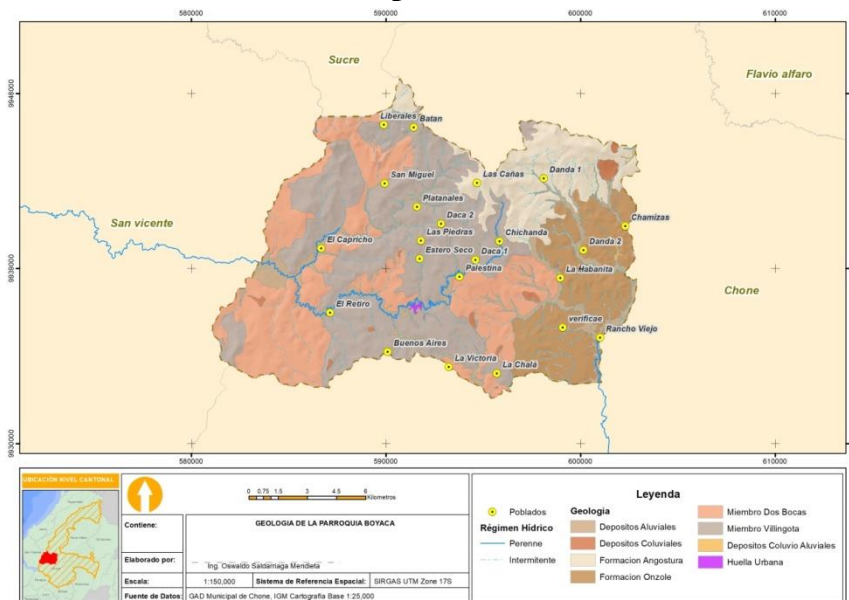 580000 590000 600000 610000
Sucre
Flavio alfaro
9948000
Liberales Batan
San Miguel
Las Cañas
Danda 1
Platanales
Chamizas
Daca 2
San vicente
Las Piedras
Chichanda
El Capricho
Danda 2
Estero Seco
Daca 1
9939000
Palestina
La Habanita
Chone
El Retiro
verificae
Rancho Viejo
Buenos Aires
La Victoria
La Chalá
9930000
580000 590000 600000 610000
UBICACIÓN NIVEL CANTONAL
0 0.75 1.5 3 4.5 6
Kilometros
Contiene:
GEOLOGIA DE LA PARROQUIA BOYACA
Elaborado por:
Ing. Oswaldo Saldarriaga Mendieta
Escala:
1:150,000
Sistema de Referencia Espacial:
SIRGAS UTM Zone 17S
Fuente de Datos:
GAD Municipal de Chone, IGM Cartografia Base 1:25,000
Leyenda
Poblados
Régimen Hídrico
Perenne
Intermitente
Geologia
Depositos Aluviales
Depositos Coluviales
Formacion Angostura
Formacion Onzole
Miembro Dos Bocas
Miembro Villingota
Depositos Coluvio Aluviales
Huella Urbana